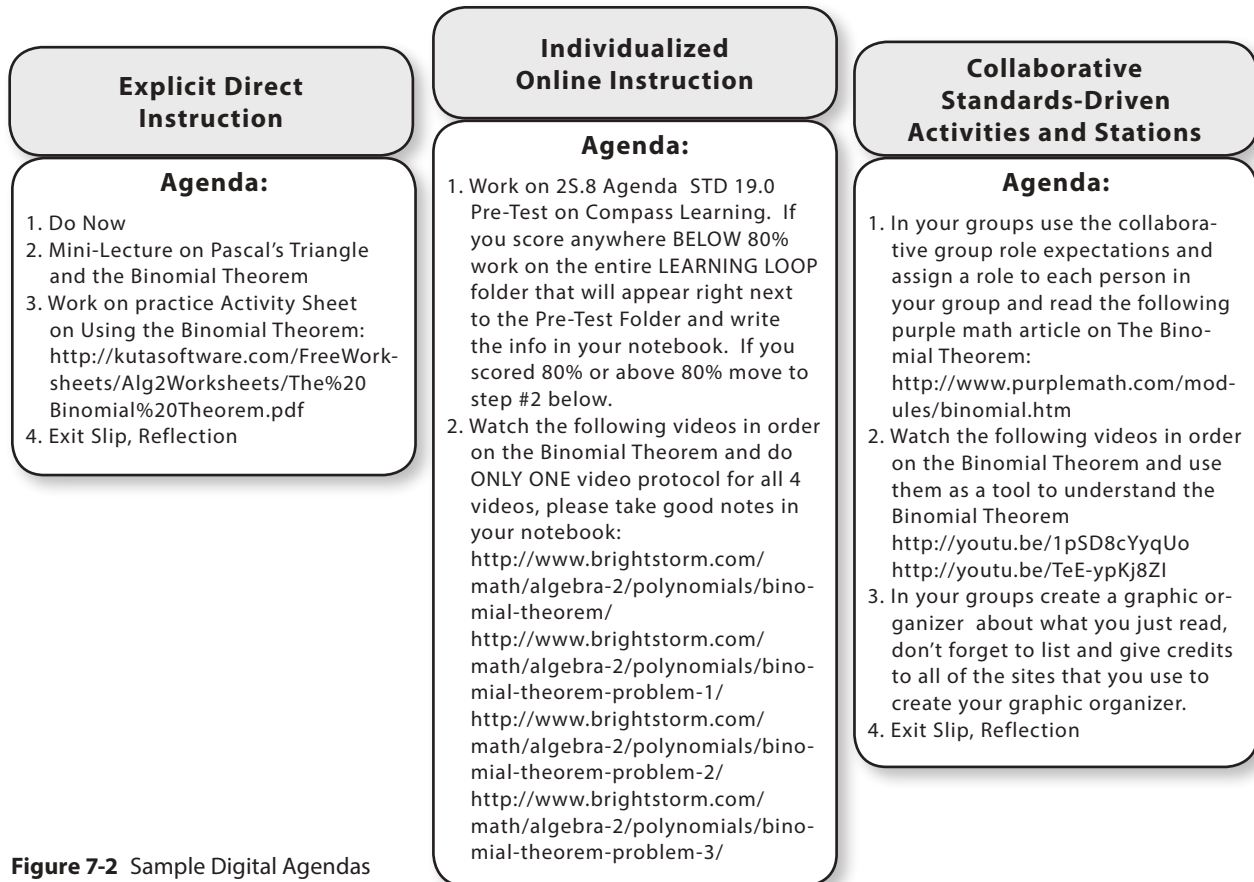 Explicit Direct
Instruction
Agenda:
1. Do Now
2. Mini-Lecture on Pascal's Triangle
and the Binomial Theorem
3. Work on practice Activity Sheet
on Using the Binomial Theorem:
http://kutasoftware.com/FreeWork-
sheets/Alg2Worksheets/The%20
Binomial%20Theorem.pdf
4. Exit Slip, Reflection
Individualized
Online Instruction
Agenda:
1. Work on 2S.8 Agenda  STD 19.0
Pre-Test on Compass Learning.  If
you score anywhere BELOW 80%
work on the entire LEARNING LOOP
folder that will appear right next
to the Pre-Test Folder and write
the info in your notebook.  If you
scored 80% or above 80% move to
step #2 below.
2. Watch the following videos in order
on the Binomial Theorem and do
ONLY ONE video protocol for all 4
videos, please take good notes in
your notebook:
http://www.brightstorm.com/
math/algebra-2/polynomials/bino-
mial-theorem/
http://www.brightstorm.com/
math/algebra-2/polynomials/bino-
mial-theorem-problem-1/
http://www.brightstorm.com/
math/algebra-2/polynomials/bino-
mial-theorem-problem-2/
http://www.brightstorm.com/
math/algebra-2/polynomials/bino-
mial-theorem-problem-3/
Collaborative
Standards-Driven
Activities and Stations
Agenda:
1. In your groups use the collabora-
tive group role expectations and
assign a role to each person in
your group and read the following
purple math article on The Bino-
mial Theorem:
http://www.purplemath.com/mod-
ules/binomial.htm
2. Watch the following videos in order
on the Binomial Theorem and use
them as a tool to understand the
Binomial Theorem
http://youtu.be/1pSD8cYyqUo
http://youtu.be/TeE-ypKj8ZI
3. In your groups create a graphic or-
ganizer  about what you just read,
don't forget to list and give credits
to all of the sites that you use to
create your graphic organizer.
4. Exit Slip, Reflection
Figure 7-2  Sample Digital Agendas